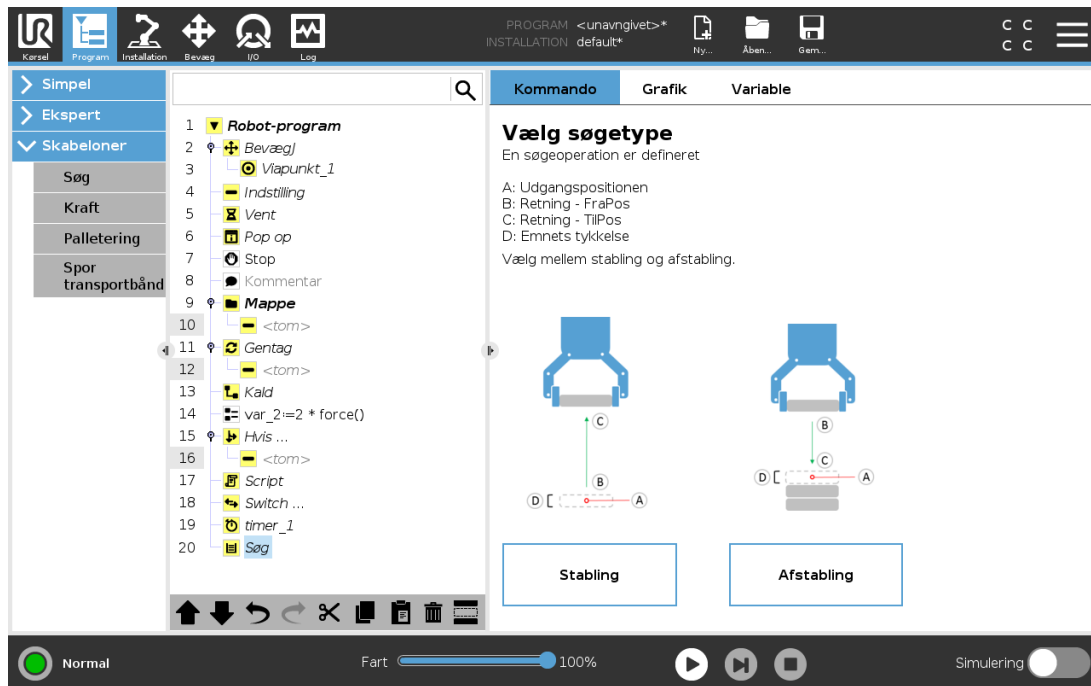 UR
PROGRAM <unavngivet>*
INSTALLATION default*
Kørsel
Program
Installation
Bevæg
I/O
Log
Ny...
Åben...
Gem...
C C
C C
Simpel
Ekspert
Skabeloner
Søg
Kraft
Palletering
Spor
transportbånd
1 Robot-program
2 BevægJ
3 Viapunkt_1
4 Indstilling
5 Vent
6 Pop op
7 Stop
8 Kommentar
9 Mappe
10 <tom>
11 Gentag
12 <tom>
13 Kald
14 var_2:=2 * force()
15 Hvis ...
16 <tom>
17 Script
18 Switch ...
19 timer_1
20 Søg
Kommando
Grafik
Variable
Vælg søgetype
En søgeoperation er defineret
A: Udgangspositionen
B: Retning - FraPos
C: Retning - TilPos
D: Emnets tykkelse
Vælg mellem stabling og afstabling.
C
B
D
A
B
C
D
A
Stabling
Afstabling
Normal
Fart
100%
Simulering